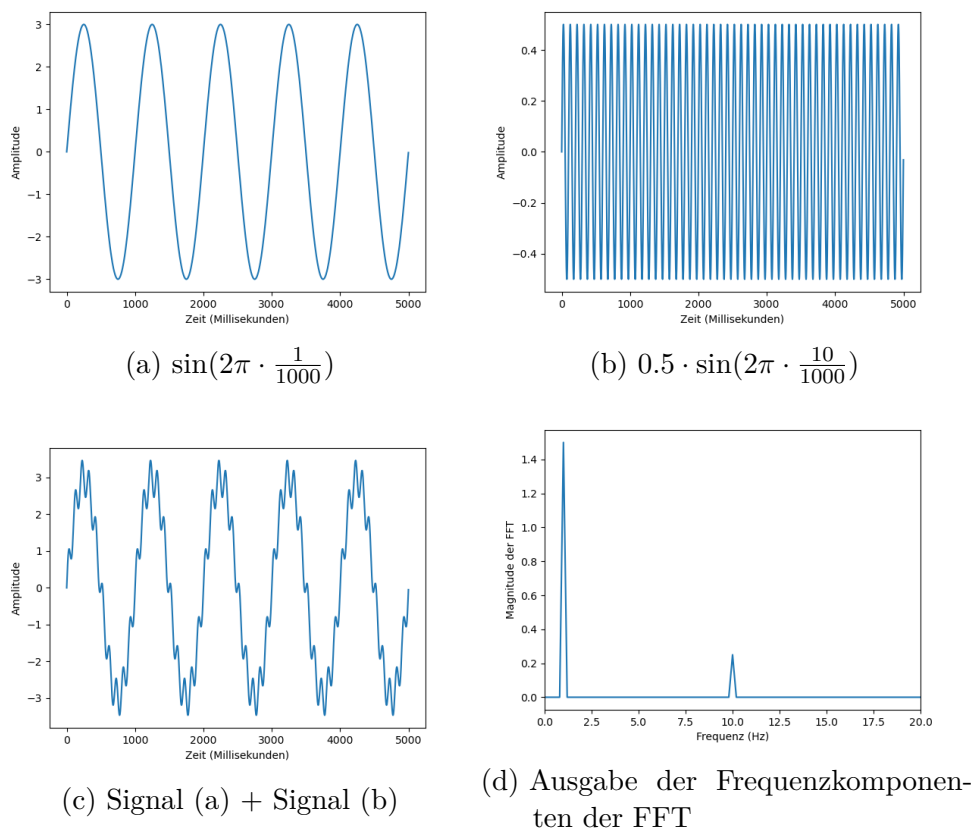 3
2
1
0
−1
−2
−3
Amplitude
0 1000 2000 3000 4000 5000
Zeit (Millisekunden)
(a) sin(2π · 1/1000)
0.4
0.2
0.0
−0.2
−0.4
Amplitude
0 1000 2000 3000 4000 5000
Zeit (Millisekunden)
(b) 0.5 · sin(2π · 10/1000)
3
2
1
0
−1
−2
−3
Amplitude
0 1000 2000 3000 4000 5000
Zeit (Millisekunden)
(c) Signal (a) + Signal (b)
1.4
1.2
1.0
0.8
0.6
0.4
0.2
0.0
Magnitude der FFT
0.0 2.5 5.0 7.5 10.0 12.5 15.0 17.5 20.0
Frequenz (Hz)
(d) Ausgabe der Frequenzkomponen-
ten der FFT